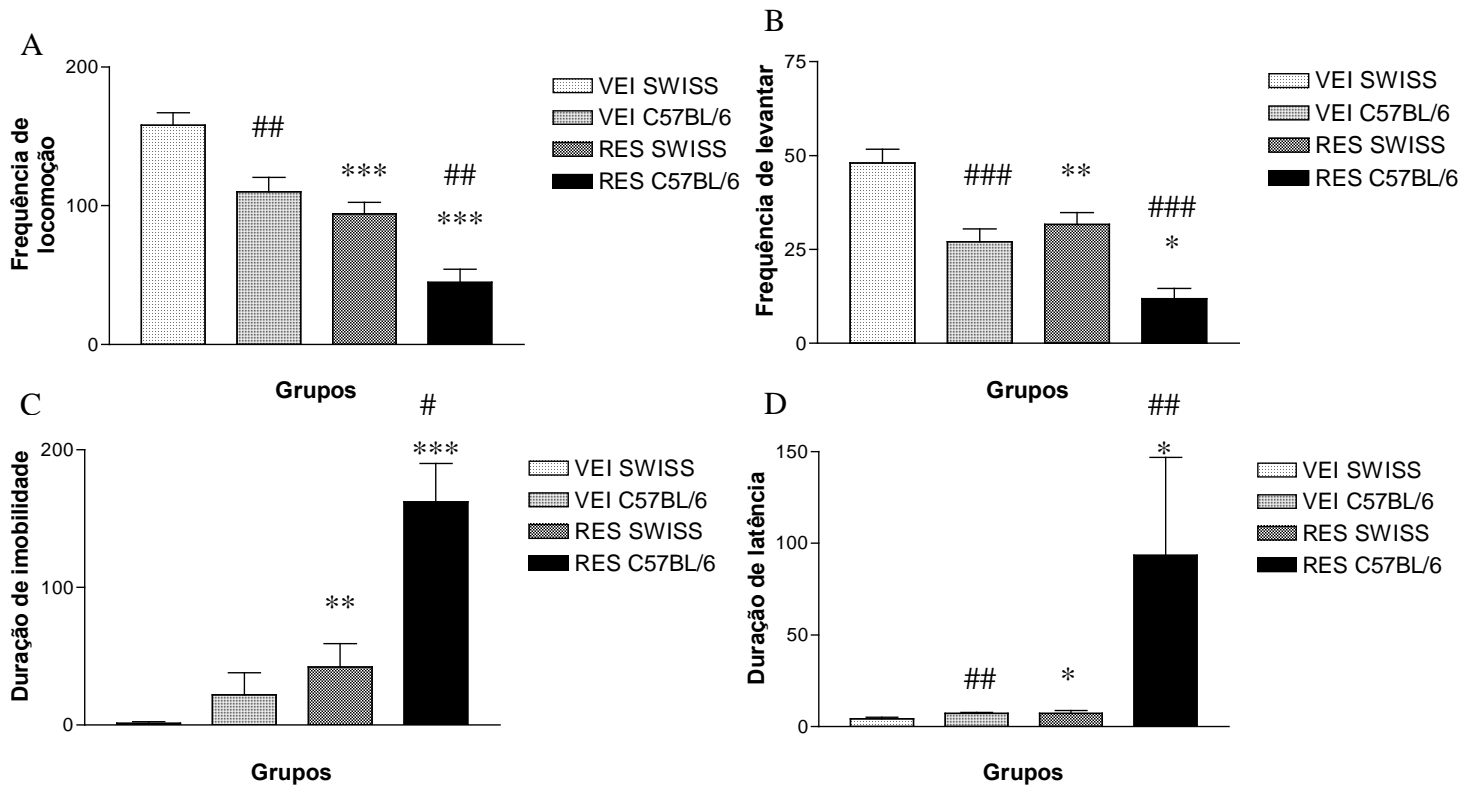 A
200
100
0
Frequência de
locomoção
##
***
##
***
Grupos
VEI SWISS
VEI C57BL/6
RES SWISS
RES C57BL/6
B
75
50
25
0
Frequência de levantar
###
**
###
*
Grupos
VEI SWISS
VEI C57BL/6
RES SWISS
RES C57BL/6
C
200
100
0
Duração de imobilidade
**
#
***
Grupos
VEI SWISS
VEI C57BL/6
RES SWISS
RES C57BL/6
D
150
100
50
0
Duração de latência
##
*
##
*
Grupos
VEI SWISS
VEI C57BL/6
RES SWISS
RES C57BL/6